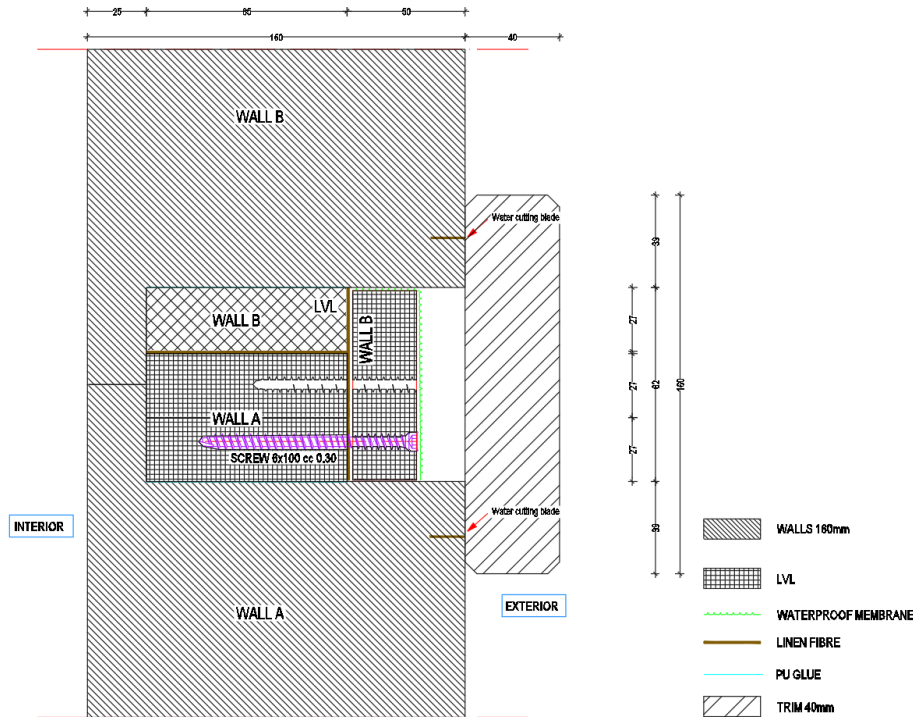 25 85 50
160 40
WALL B
Water cutting blade
LVL
WALL B
WALL B
WALL A
SCREW 6x100 cc 0,30
Water cutting blade
INTERIOR
EXTERIOR
WALL A
39
27
27
82
160
27
39
WALLS 160mm
LVL
WATERPROOF MEMBRANE
LINEN FIBRE
PU GLUE
TRIM 40mm